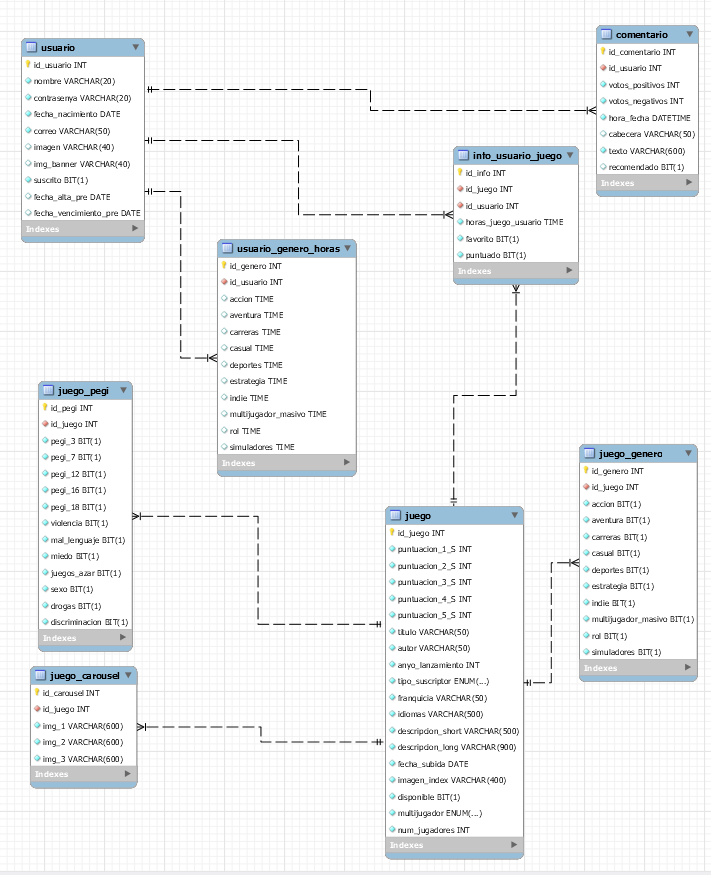 usuario
id_usuario INT
nombre VARCHAR(20)
contrasenya VARCHAR(20)
fecha_nacimiento DATE
correo VARCHAR(50)
imagen VARCHAR(40)
img_banner VARCHAR(40)
suscrito BIT(1)
fecha_alta_pre DATE
fecha_vencimiento_pre DATE
Indexes
comentario
id_comentario INT
id_usuario INT
votos_positivos INT
votos_negativos INT
hora_fecha DATETIME
cabecera VARCHAR(50)
texto VARCHAR(600)
recomendado BIT(1)
Indexes
info_usuario_juego
id_info INT
id_juego INT
id_usuario INT
horas_juego_usuario TIME
favorito BIT(1)
puntuado BIT(1)
Indexes
usuario_genero_horas
id_genero INT
id_usuario INT
accion TIME
aventura TIME
carreras TIME
casual TIME
deportes TIME
estrategia TIME
indie TIME
multijugador_masivo TIME
rol TIME
simuladores TIME
Indexes
juego_pegi
id_pegi INT
id_juego INT
pegi_3 BIT(1)
pegi_7 BIT(1)
pegi_12 BIT(1)
pegi_16 BIT(1)
pegi_18 BIT(1)
violencia BIT(1)
mal_lenguaje BIT(1)
miedo BIT(1)
juegos_azar BIT(1)
sexo BIT(1)
drogas BIT(1)
discriminacion BIT(1)
Indexes
juego_genero
id_genero INT
id_juego INT
accion BIT(1)
aventura BIT(1)
carreras BIT(1)
casual BIT(1)
deportes BIT(1)
estrategia BIT(1)
indie BIT(1)
multijugador_masivo BIT(1)
rol BIT(1)
simuladores BIT(1)
Indexes
juego
id_juego INT
puntuacion_1_S INT
puntuacion_2_S INT
puntuacion_3_S INT
puntuacion_4_S INT
puntuacion_5_S INT
titulo VARCHAR(50)
autor VARCHAR(50)
anyo_lanzamiento INT
tipo_suscriptor ENUM(...)
franquicia VARCHAR(50)
idiomas VARCHAR(500)
descripcion_short VARCHAR(500)
descripcion_long VARCHAR(900)
fecha_subida DATE
imagen_index VARCHAR(400)
disponible BIT(1)
multijugador ENUM(...)
num_jugadores INT
Indexes
juego_carousel
id_carousel INT
id_juego INT
img_1 VARCHAR(600)
img_2 VARCHAR(600)
img_3 VARCHAR(600)
Indexes